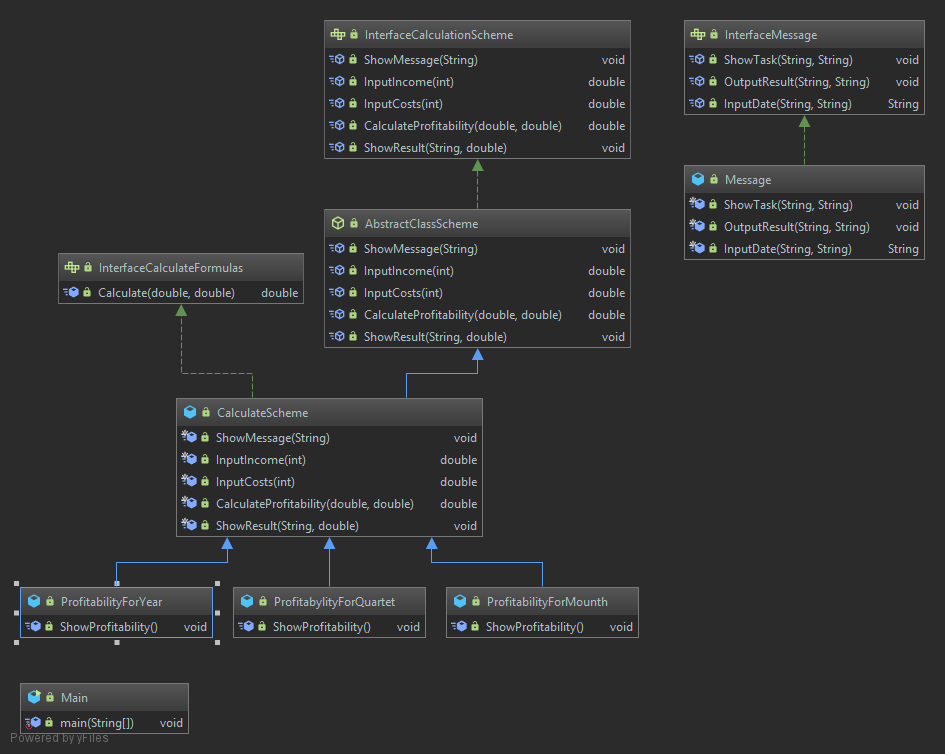 InterfaceCalculationScheme
ShowMessage(String) void
InputIncome(int) double
InputCosts(int) double
CalculateProfitability(double, double) double
ShowResult(String, double) void
InterfaceMessage
ShowTask(String, String) void
OutputResult(String, String) void
InputDate(String, String) String
Message
ShowTask(String, String) void
OutputResult(String, String) void
InputDate(String, String) String
AbstractClassScheme
ShowMessage(String) void
InputIncome(int) double
InputCosts(int) double
CalculateProfitability(double, double) double
ShowResult(String, double) void
InterfaceCalculateFormulas
Calculate(double, double) double
CalculateScheme
ShowMessage(String) void
InputIncome(int) double
InputCosts(int) double
CalculateProfitability(double, double) double
ShowResult(String, double) void
ProfitabilityForYear
ShowProfitability() void
ProfitabylityForQuartet
ShowProfitability() void
ProfitabilityForMounth
ShowProfitability() void
Main
main(String[]) void
Powered by yFiles